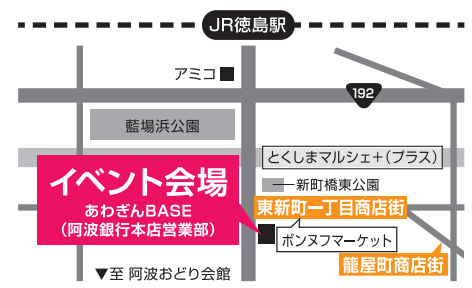 JR徳島駅
アミコ
192
藍場浜公園
とくしまマルシェ+(プラス)
イベント会場
あわぎんBASE
(阿波銀行本店営業部)
新町橋東公園
東新町一丁目商店街
ポンヌフマーケット
籠屋町商店街
▼至 阿波おどり会館